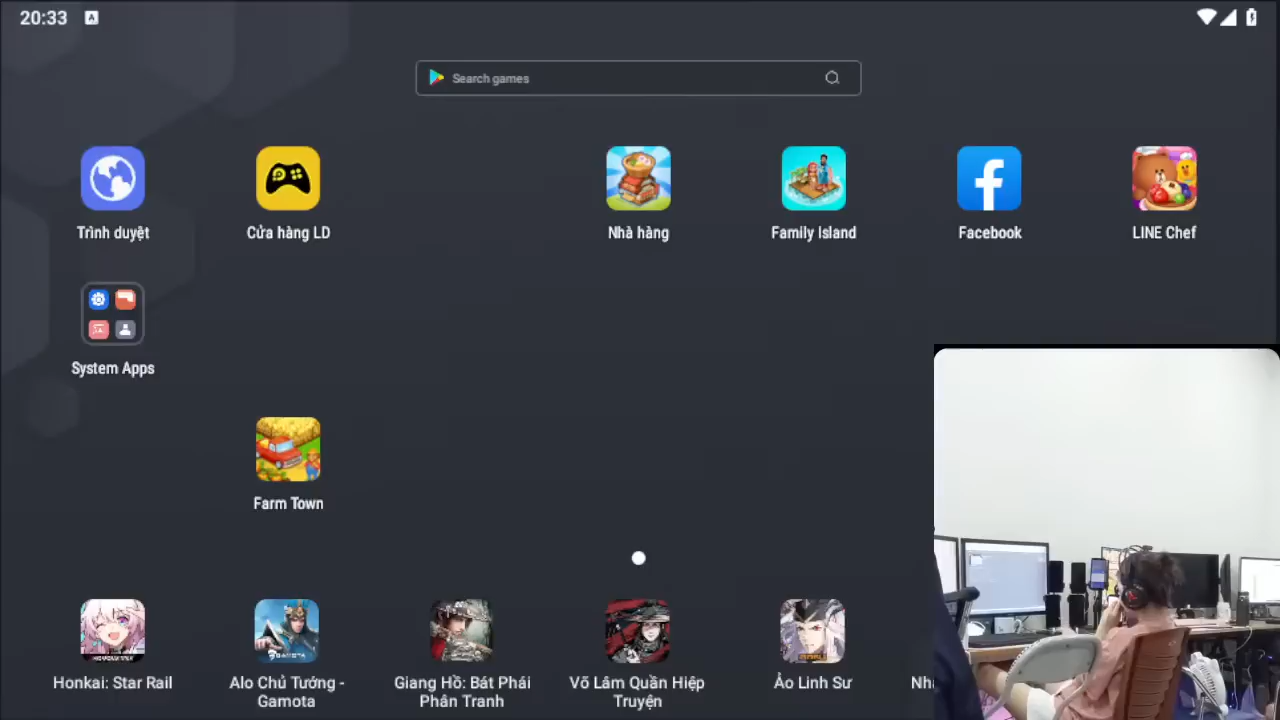 20:33
A
Search games
Trình duyệt
Cửa hàng LD
Nhà hàng
Family Island
Facebook
LINE Chef
System Apps
Farm Town
Honkai: Star Rail
Alo Chủ Tướng -
Gamota
Giang Hồ: Bát Phái
Phân Tranh
Võ Lâm Quần Hiệp
Truyện
Ảo Linh Sư